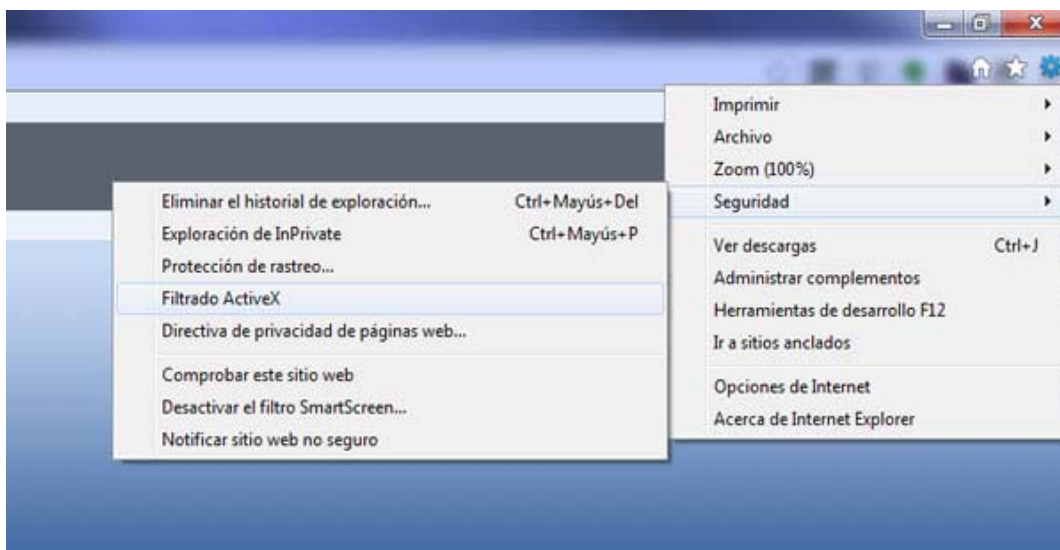 Imprimir
Archivo
Zoom (100%)
Seguridad
Ver descargas Ctrl+J
Administrar complementos
Herramientas de desarrollo F12
Ir a sitios anclados
Opciones de Internet
Acerca de Internet Explorer
Eliminar el historial de exploración... Ctrl+Mayús+Del
Exploración de InPrivate Ctrl+Mayús+P
Protección de rastreo...
Filtrado ActiveX
Directiva de privacidad de páginas web...
Comprobar este sitio web
Desactivar el filtro SmartScreen...
Notificar sitio web no seguro